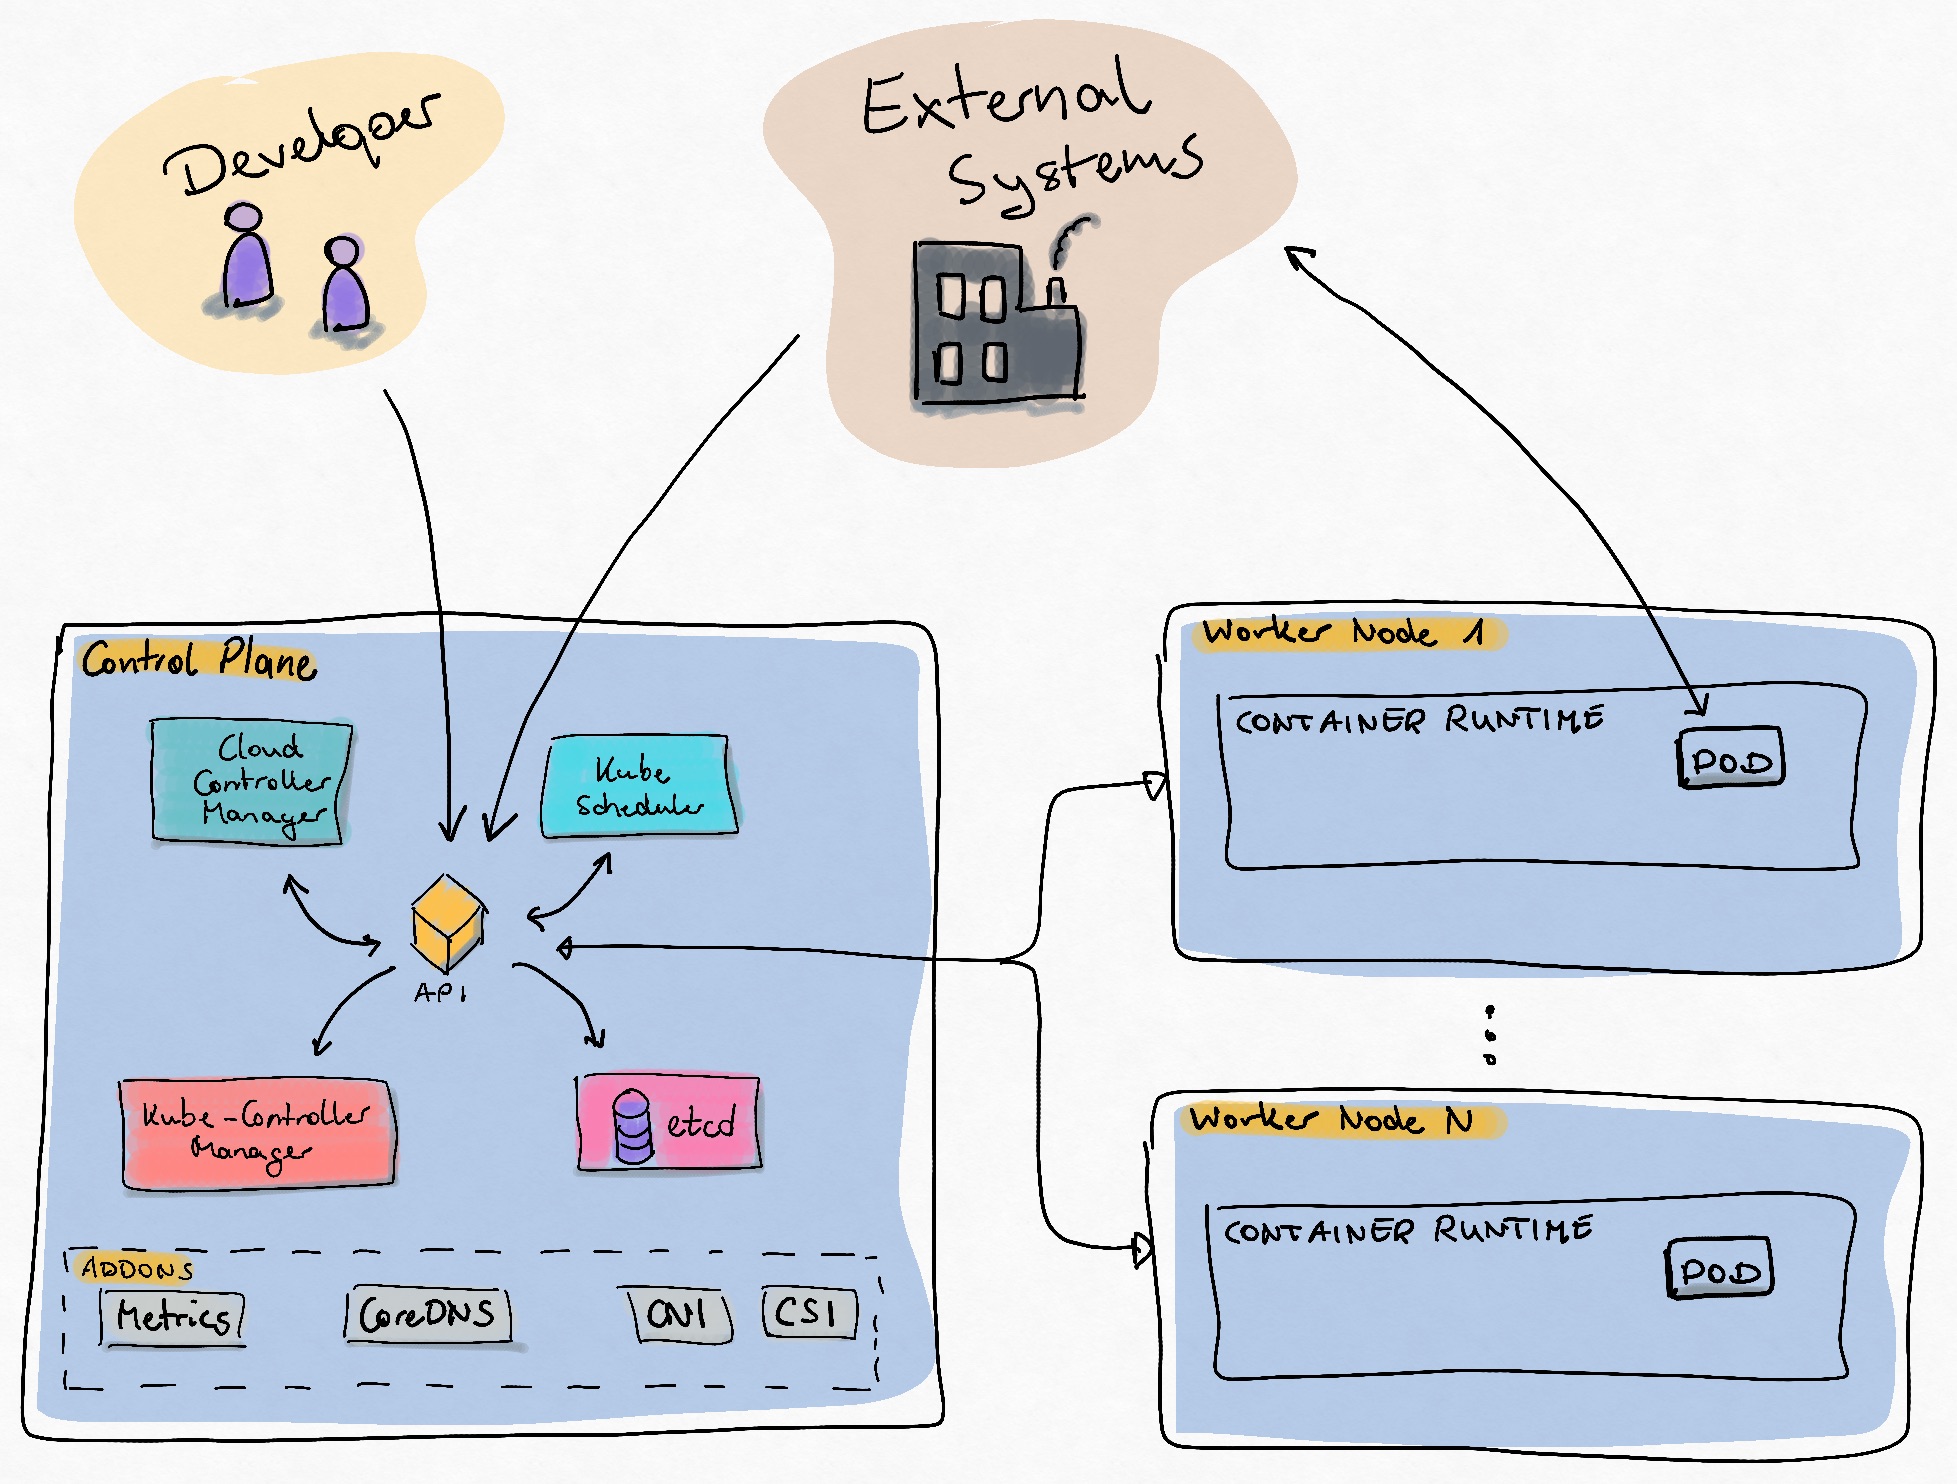 Developer
External
Systems
Control Plane
Cloud
Controller
Manager
Kube
Scheduler
API
Kube-Controller
Manager
etcd
ADDONS
Metrics
CoreDNS
CNI
CSI
Worker Node 1
CONTAINER RUNTIME
POD
Worker Node N
CONTAINER RUNTIME
POD